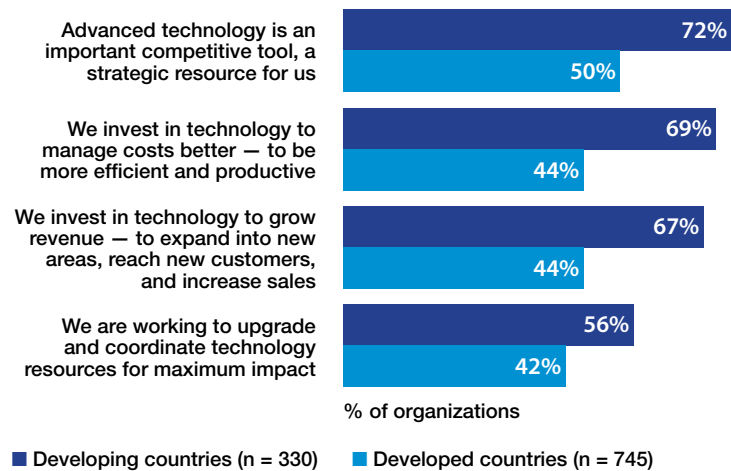 Advanced technology is an
important competitive tool, a
strategic resource for us
72%
50%
We invest in technology to
manage costs better — to be
more efficient and productive
69%
44%
We invest in technology to grow
revenue — to expand into new
areas, reach new customers,
and increase sales
67%
44%
We are working to upgrade
and coordinate technology
resources for maximum impact
56%
42%
% of organizations
Developing countries (n = 330) Developed countries (n = 745)